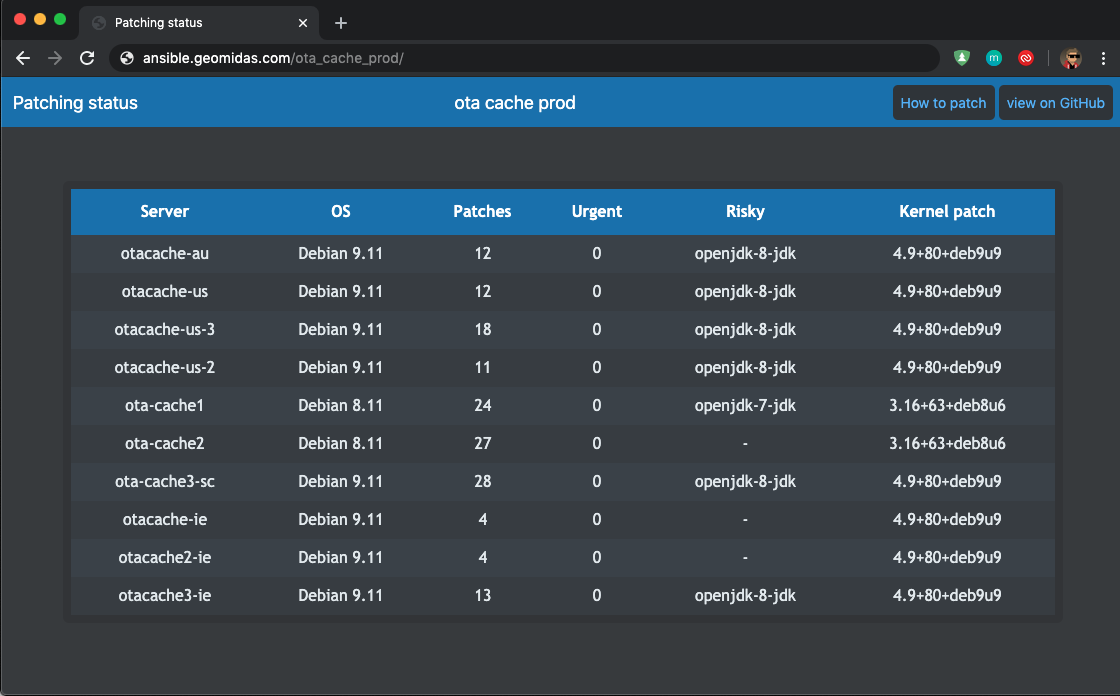 Patching status
ansible.geomidas.com/ota_cache_prod/
m
Patching status ota cache prod How to patch view on GitHub
Server OS Patches Urgent Risky Kernel patch
otacache-au Debian 9.11 12 0 openjdk-8-jdk 4.9+80+deb9u9
otacache-us Debian 9.11 12 0 openjdk-8-jdk 4.9+80+deb9u9
otacache-us-3 Debian 9.11 18 0 openjdk-8-jdk 4.9+80+deb9u9
otacache-us-2 Debian 9.11 11 0 openjdk-8-jdk 4.9+80+deb9u9
ota-cache1 Debian 8.11 24 0 openjdk-7-jdk 3.16+63+deb8u6
ota-cache2 Debian 8.11 27 0 - 3.16+63+deb8u6
ota-cache3-sc Debian 9.11 28 0 openjdk-8-jdk 4.9+80+deb9u9
otacache-ie Debian 9.11 4 0 - 4.9+80+deb9u9
otacache2-ie Debian 9.11 4 0 - 4.9+80+deb9u9
otacache3-ie Debian 9.11 13 0 openjdk-8-jdk 4.9+80+deb9u9